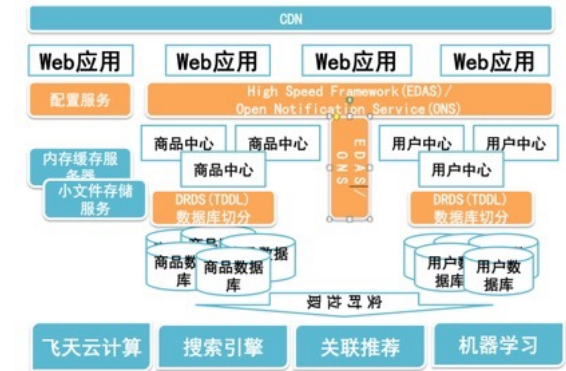 CDN
Web应用
Web应用
Web应用
Web应用
配置服务
High Speed Framework(EDAS)/
Open Notification Service(ONS)
商品中心
商品中心
商品中心
EDAS/
ONS
用户中心
用户中心
用户中心
内存缓存服
务器
小文件存储
服务
DRDS(TDDL)
数据库切分
DRDS(TDDL)
数据库切分
商品数
据
商品数据
库
用户
据库
用户数
据库
实时获取
飞天云计算
搜索引擎
关联推荐
机器学习